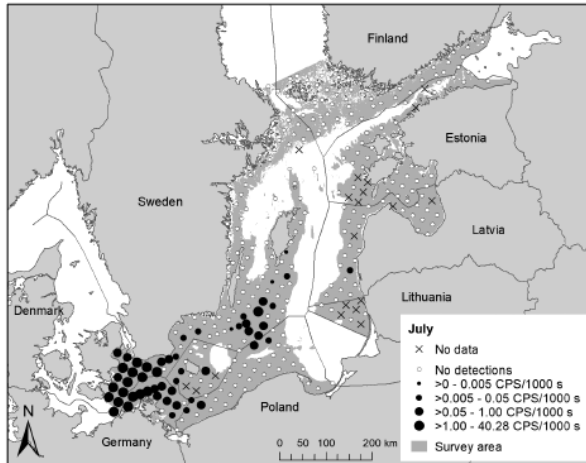 Finland
Estonia
Sweden
Latvia
Lithuania
Denmark
July
No data
No detections
>0 - 0.005 CPS/1000 s
>0.005 - 0.05 CPS/1000 s
>0.05 - 1.00 CPS/1000 s
>1.00 - 40.28 CPS/1000 s
Survey area
N
Poland
Germany
0 50 100 200 km